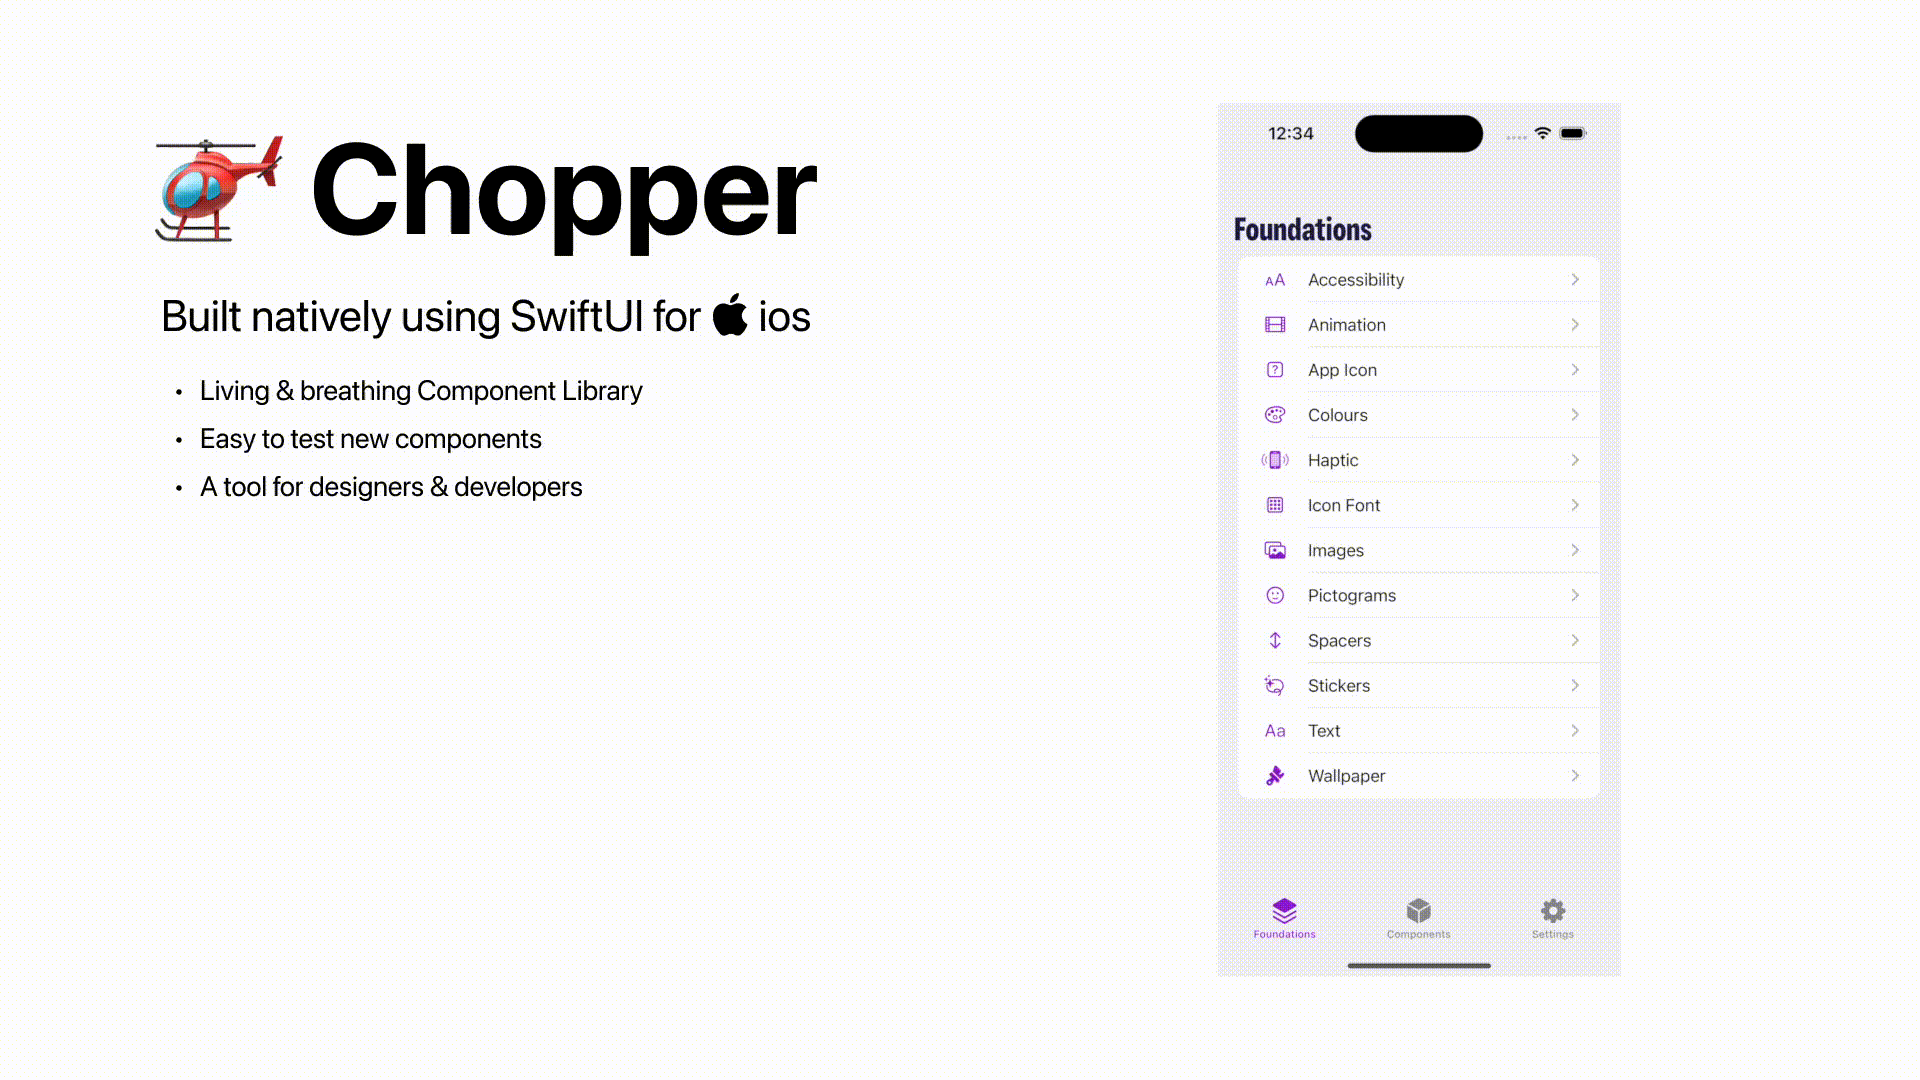 Chopper
Built natively using SwiftUI for ios
• Living & breathing Component Library
• Easy to test new components
• A tool for designers & developers
12:34
Foundations
AA Accessibility
Animation
? App Icon
Colours
Haptic
Icon Font
Images
Pictograms
Spacers
Stickers
Aa Text
Wallpaper
Foundations Components Settings